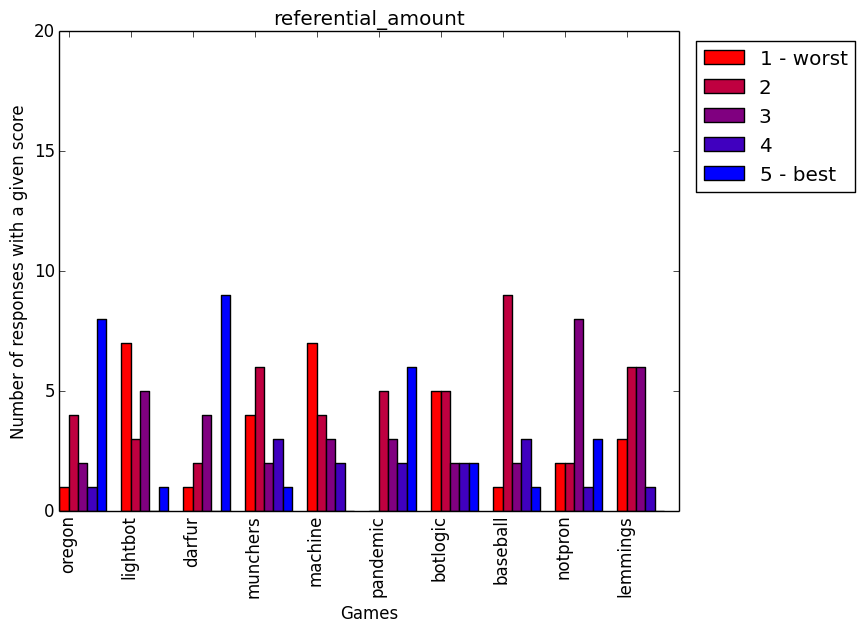 referential_amount
20
15
10
5
0
Number of responses with a given score
oregon
lightbot
darfur
munchers
machine
pandemic
botlogic
baseball
notpron
lemmings
Games
1 - worst
2
3
4
5 - best